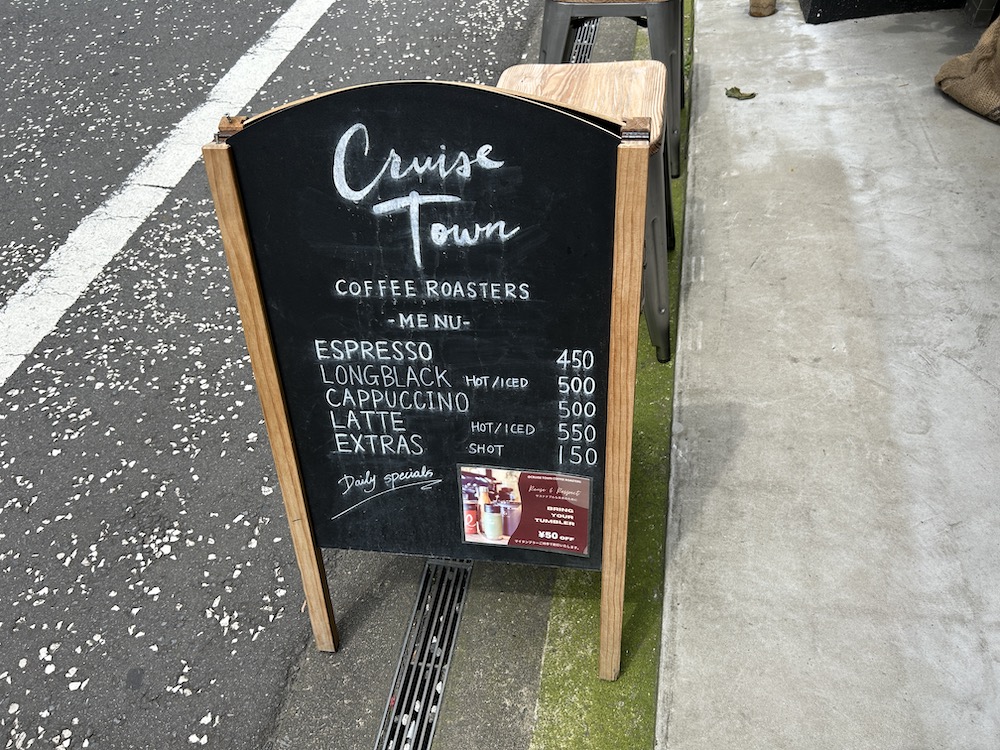 Cruise
Town
COFFEE ROASTERS
-MENU-
ESPRESSO 450
LONGBLACK HOT/ICED 500
CAPPUCCINO 500
LATTE HOT/ICED 550
EXTRAS SHOT 150
Daily specials
BRING
YOUR
TUMBLER
¥50 OFF